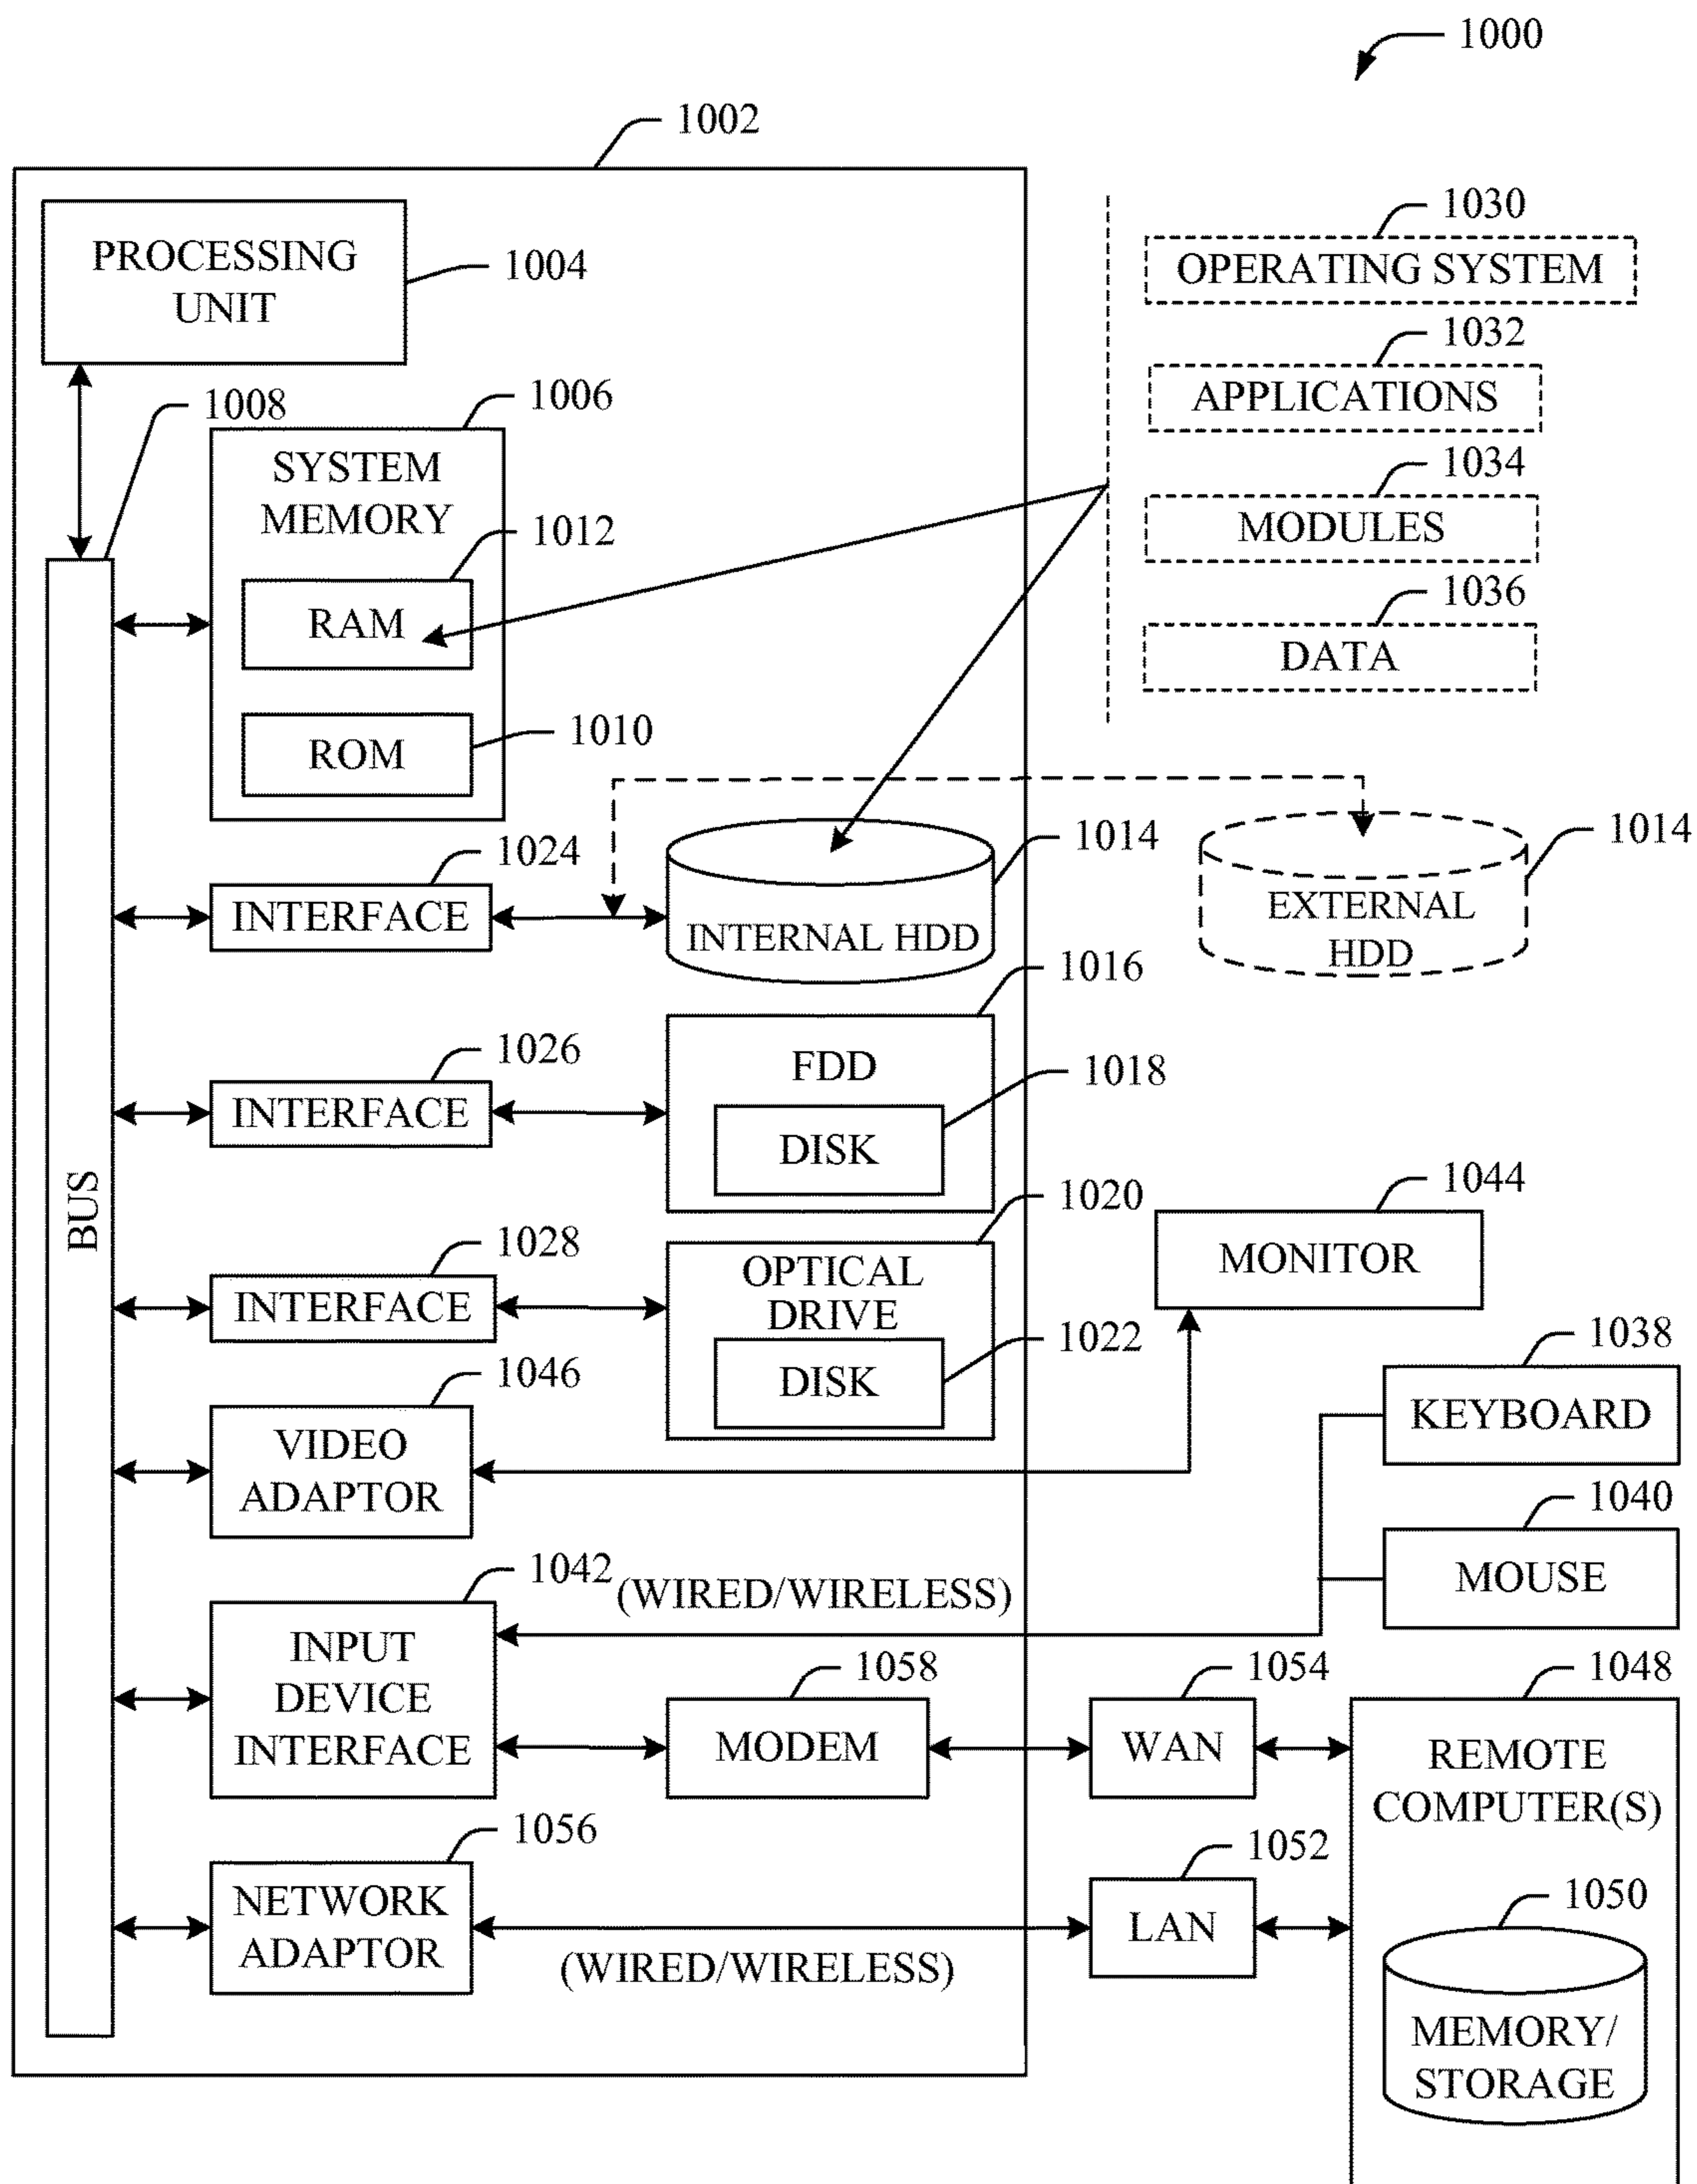 1000
1002
PROCESSING
UNIT
1004
1030
OPERATING SYSTEM
1032
APPLICATIONS
1034
MODULES
1036
DATA
1008
1006
SYSTEM
MEMORY
1012
RAM
1010
ROM
1024
INTERFACE
1014
INTERNAL HDD
1014
EXTERNAL
HDD
1026
INTERFACE
1016
FDD
1018
DISK
BUS
1028
INTERFACE
1020
OPTICAL
DRIVE
1022
DISK
1044
MONITOR
1046
VIDEO
ADAPTOR
1038
KEYBOARD
1040
MOUSE
1042
(WIRED/WIRELESS)
INPUT
DEVICE
INTERFACE
1058
MODEM
1054
WAN
1048
REMOTE
COMPUTER(S)
1056
NETWORK
ADAPTOR
(WIRED/WIRELESS)
1052
LAN
1050
MEMORY/
STORAGE